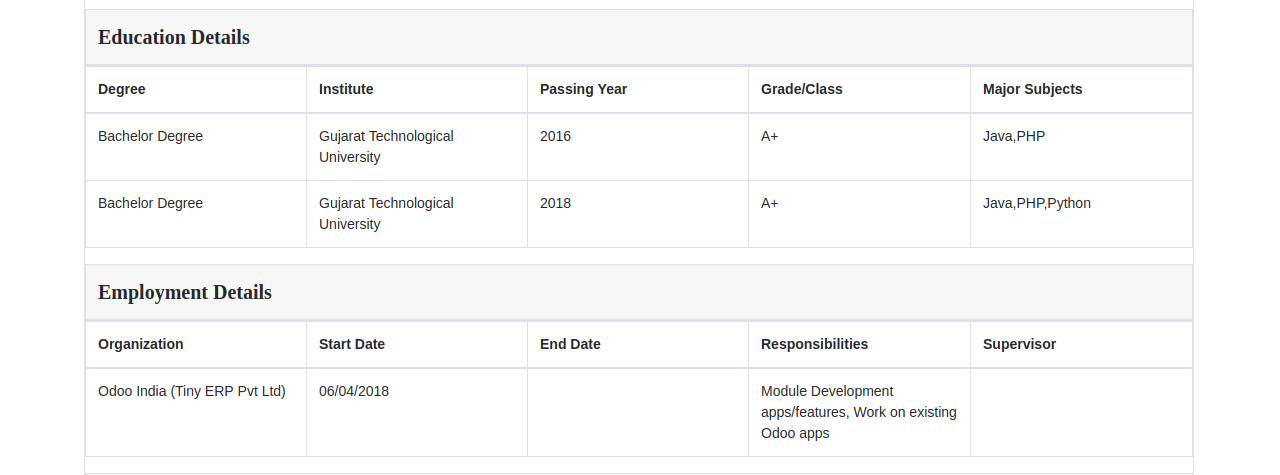 Education Details
Degree Institute Passing Year Grade/Class Major Subjects
Bachelor Degree Gujarat Technological 2016 A+ Java,PHP
University
Bachelor Degree Gujarat Technological 2018 A+ Java,PHP,Python
University
Employment Details
Organization Start Date End Date Responsibilities Supervisor
Odoo India (Tiny ERP Pvt Ltd) 06/04/2018 Module Development
apps/features, Work on existing
Odoo apps